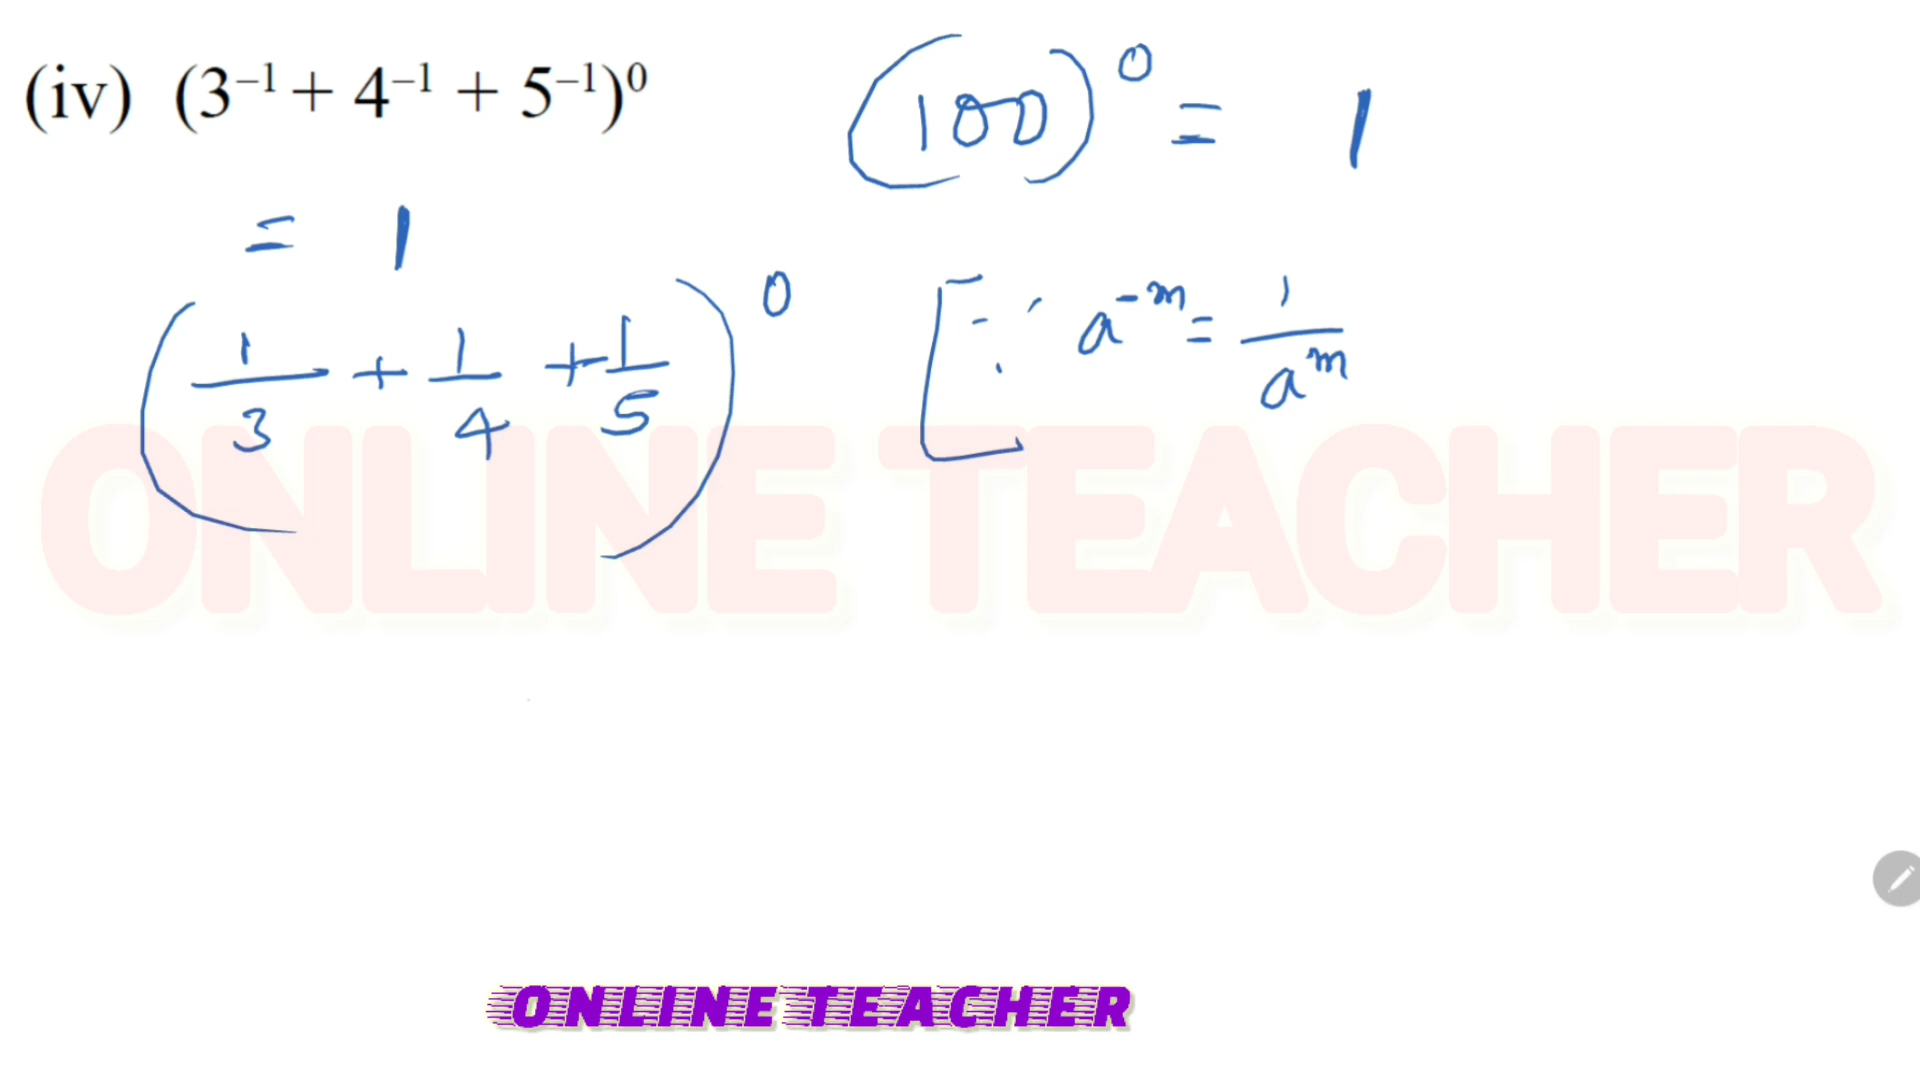 (iv) (3⁻¹ + 4⁻¹ + 5⁻¹)⁰
(100)⁰ = 1
= 1
(1/3 + 1/4 + 1/5)⁰
[∵ a⁻ᵐ = 1/aᵐ
ONLINE TEACHER
ONLINE TEACHER